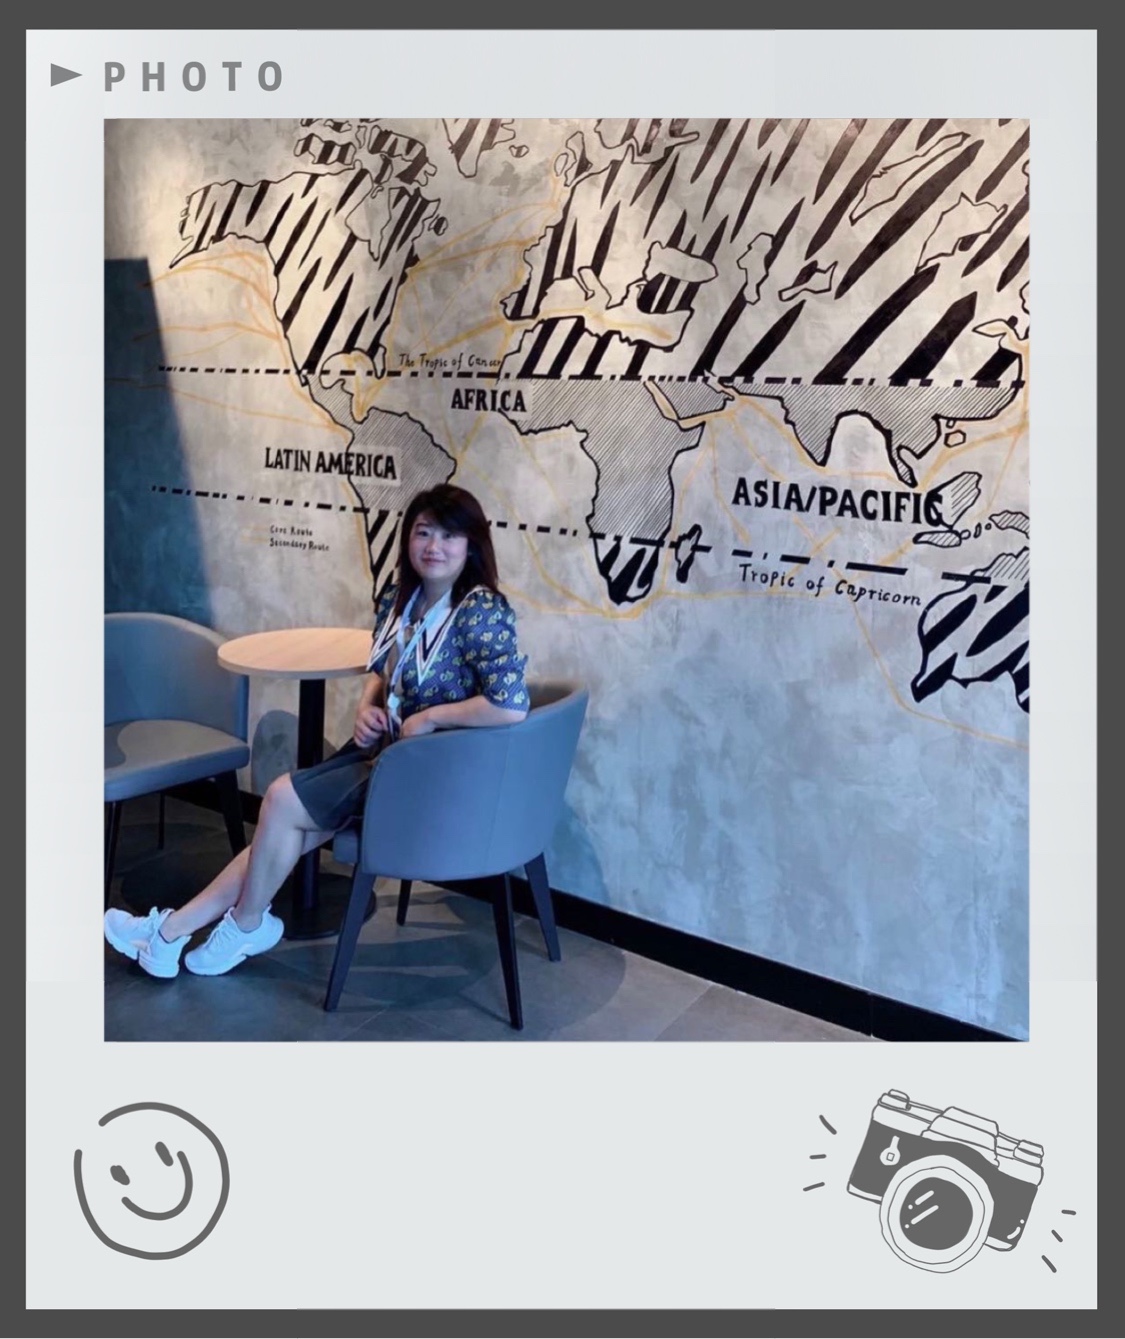 PHOTO
The Tropic of Cancer
AFRICA
LATIN AMERICA
ASIA/PACIFIC
Core Route
Secondary Route
Tropic of Capricorn